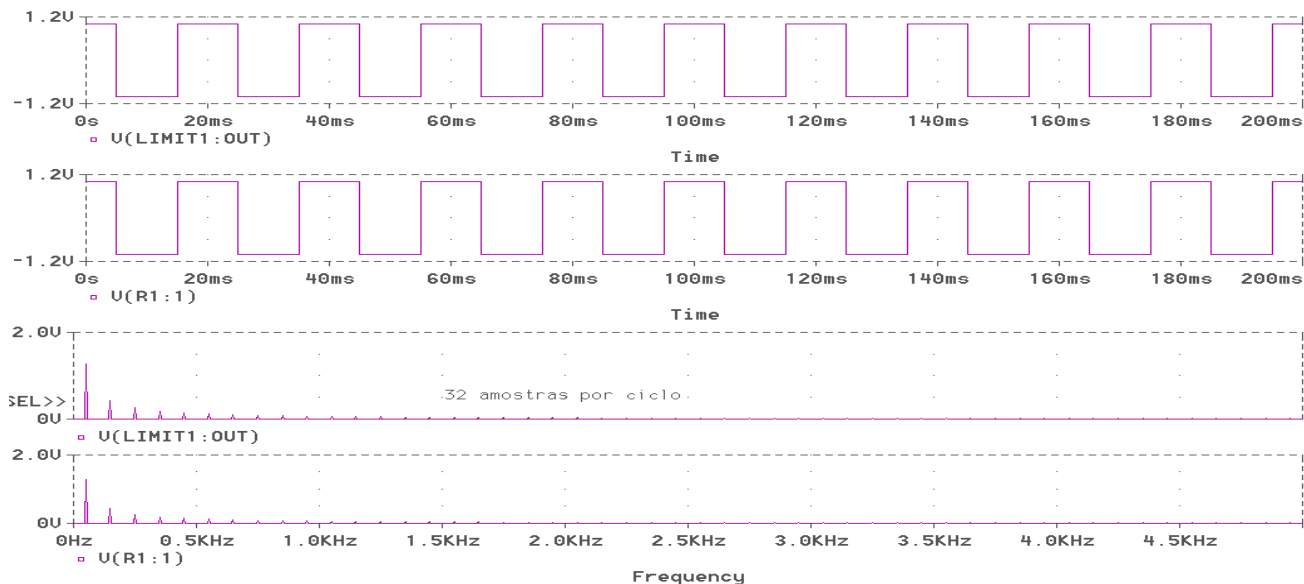 1.2V
-1.2V
0s 20ms 40ms 60ms 80ms 100ms 120ms 140ms 160ms 180ms 200ms
V(LIMIT1:OUT)
Time
1.2V
-1.2V
0s 20ms 40ms 60ms 80ms 100ms 120ms 140ms 160ms 180ms 200ms
V(R1:1)
Time
2.0V
32 amostras por ciclo
SEL>>
0V
V(LIMIT1:OUT)
2.0V
0V
0Hz 0.5KHz 1.0KHz 1.5KHz 2.0KHz 2.5KHz 3.0KHz 3.5KHz 4.0KHz 4.5KHz
V(R1:1)
Frequency